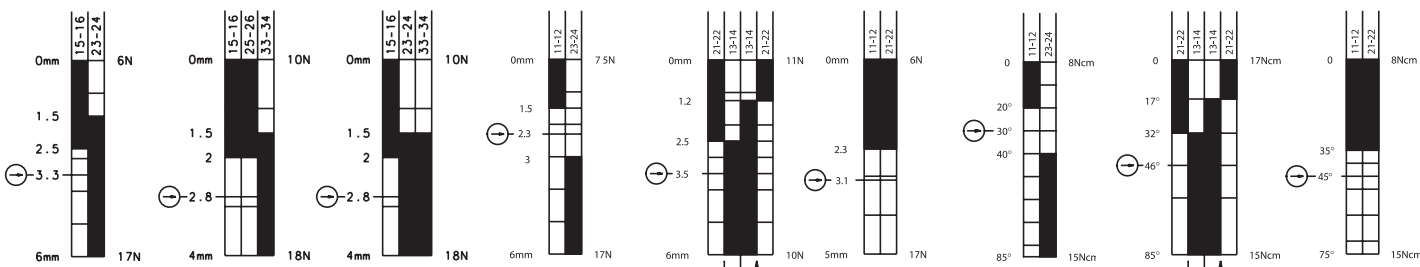 15-16 23-24
0mm 6N
1.5
2.5
3.3
6mm 17N
15-16 25-26 33-34
0mm 10N
1.5
2
2.8
4mm 18N
15-16 23-24 33-34
0mm 10N
1.5
2
2.8
4mm 18N
11-12 23-24
0mm 7 5N
1.5
2.3
3
6mm 17N
21-22 13-14 13-14 21-22
0mm 11N
1.2
2.5
3.5
6mm 10N
11-12 21-22
0mm 6N
2.3
3.1
5mm 17N
11-12 23-24
0 8Ncm
20°
30°
40°
85° 15Ncm
21-22 13-14 13-14 21-22
0 17Ncm
17°
32°
46°
85° 15Ncm
11-12 21-22
0 8Ncm
35°
45°
75° 15Ncm